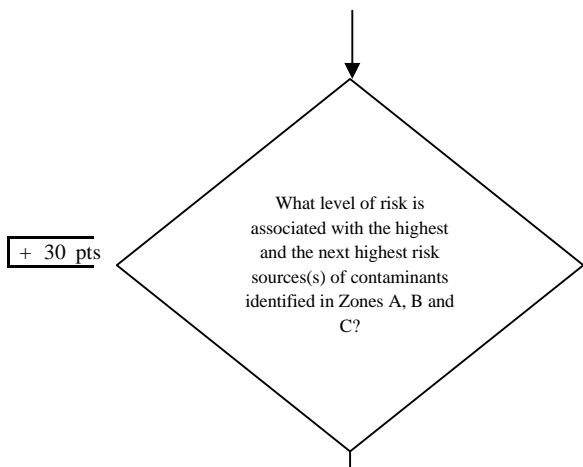 What level of risk is
associated with the highest
and the next highest risk
sources(s) of contaminants
identified in Zones A, B and
C?
+ 30 pts